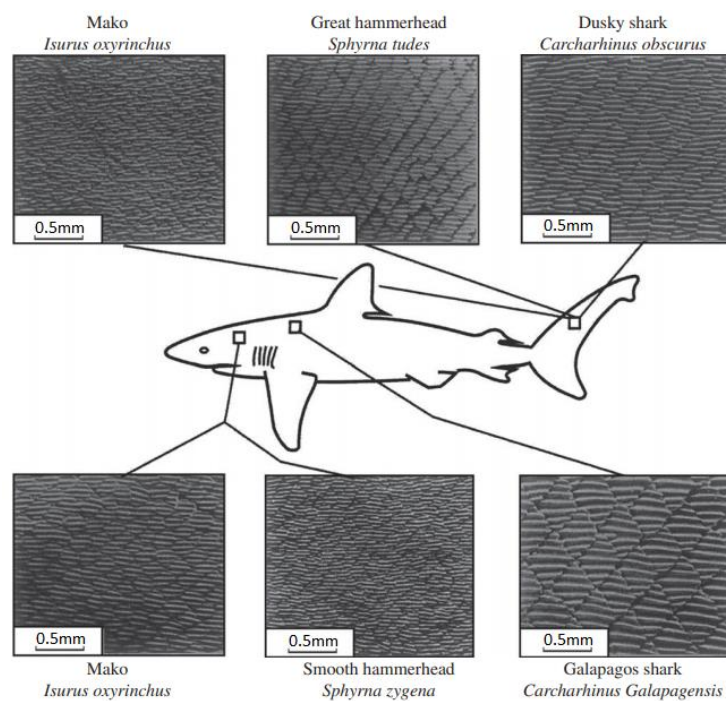 Mako
Isurus oxyrinchus
Great hammerhead
Sphyrna tudes
Dusky shark
Carcharhinus obscurus
0.5mm
0.5mm
0.5mm
0.5mm
0.5mm
0.5mm
Mako
Isurus oxyrinchus
Smooth hammerhead
Sphyrna zygena
Galapagos shark
Carcharhinus Galapagensis